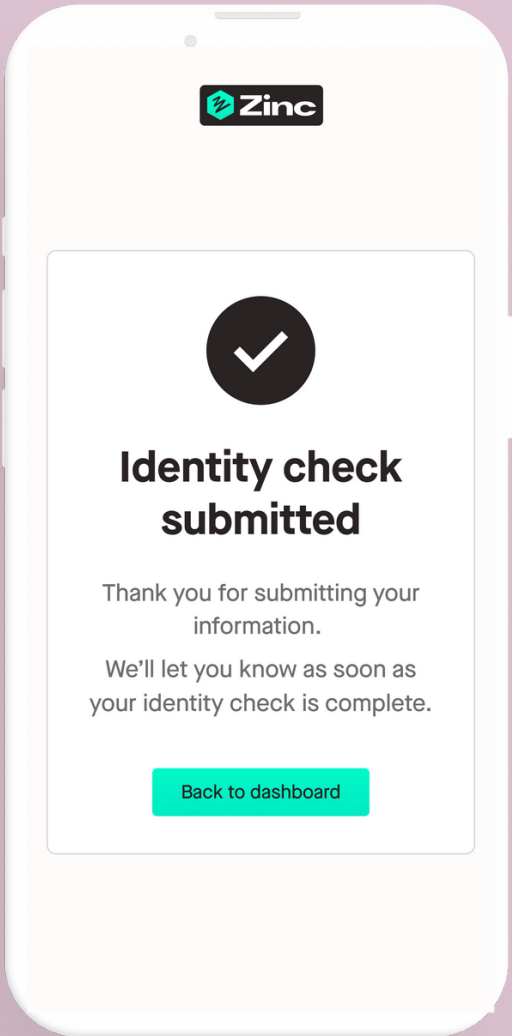 Zinc
Identity check
submitted
Thank you for submitting your
information.
We’ll let you know as soon as
your identity check is complete.
Back to dashboard